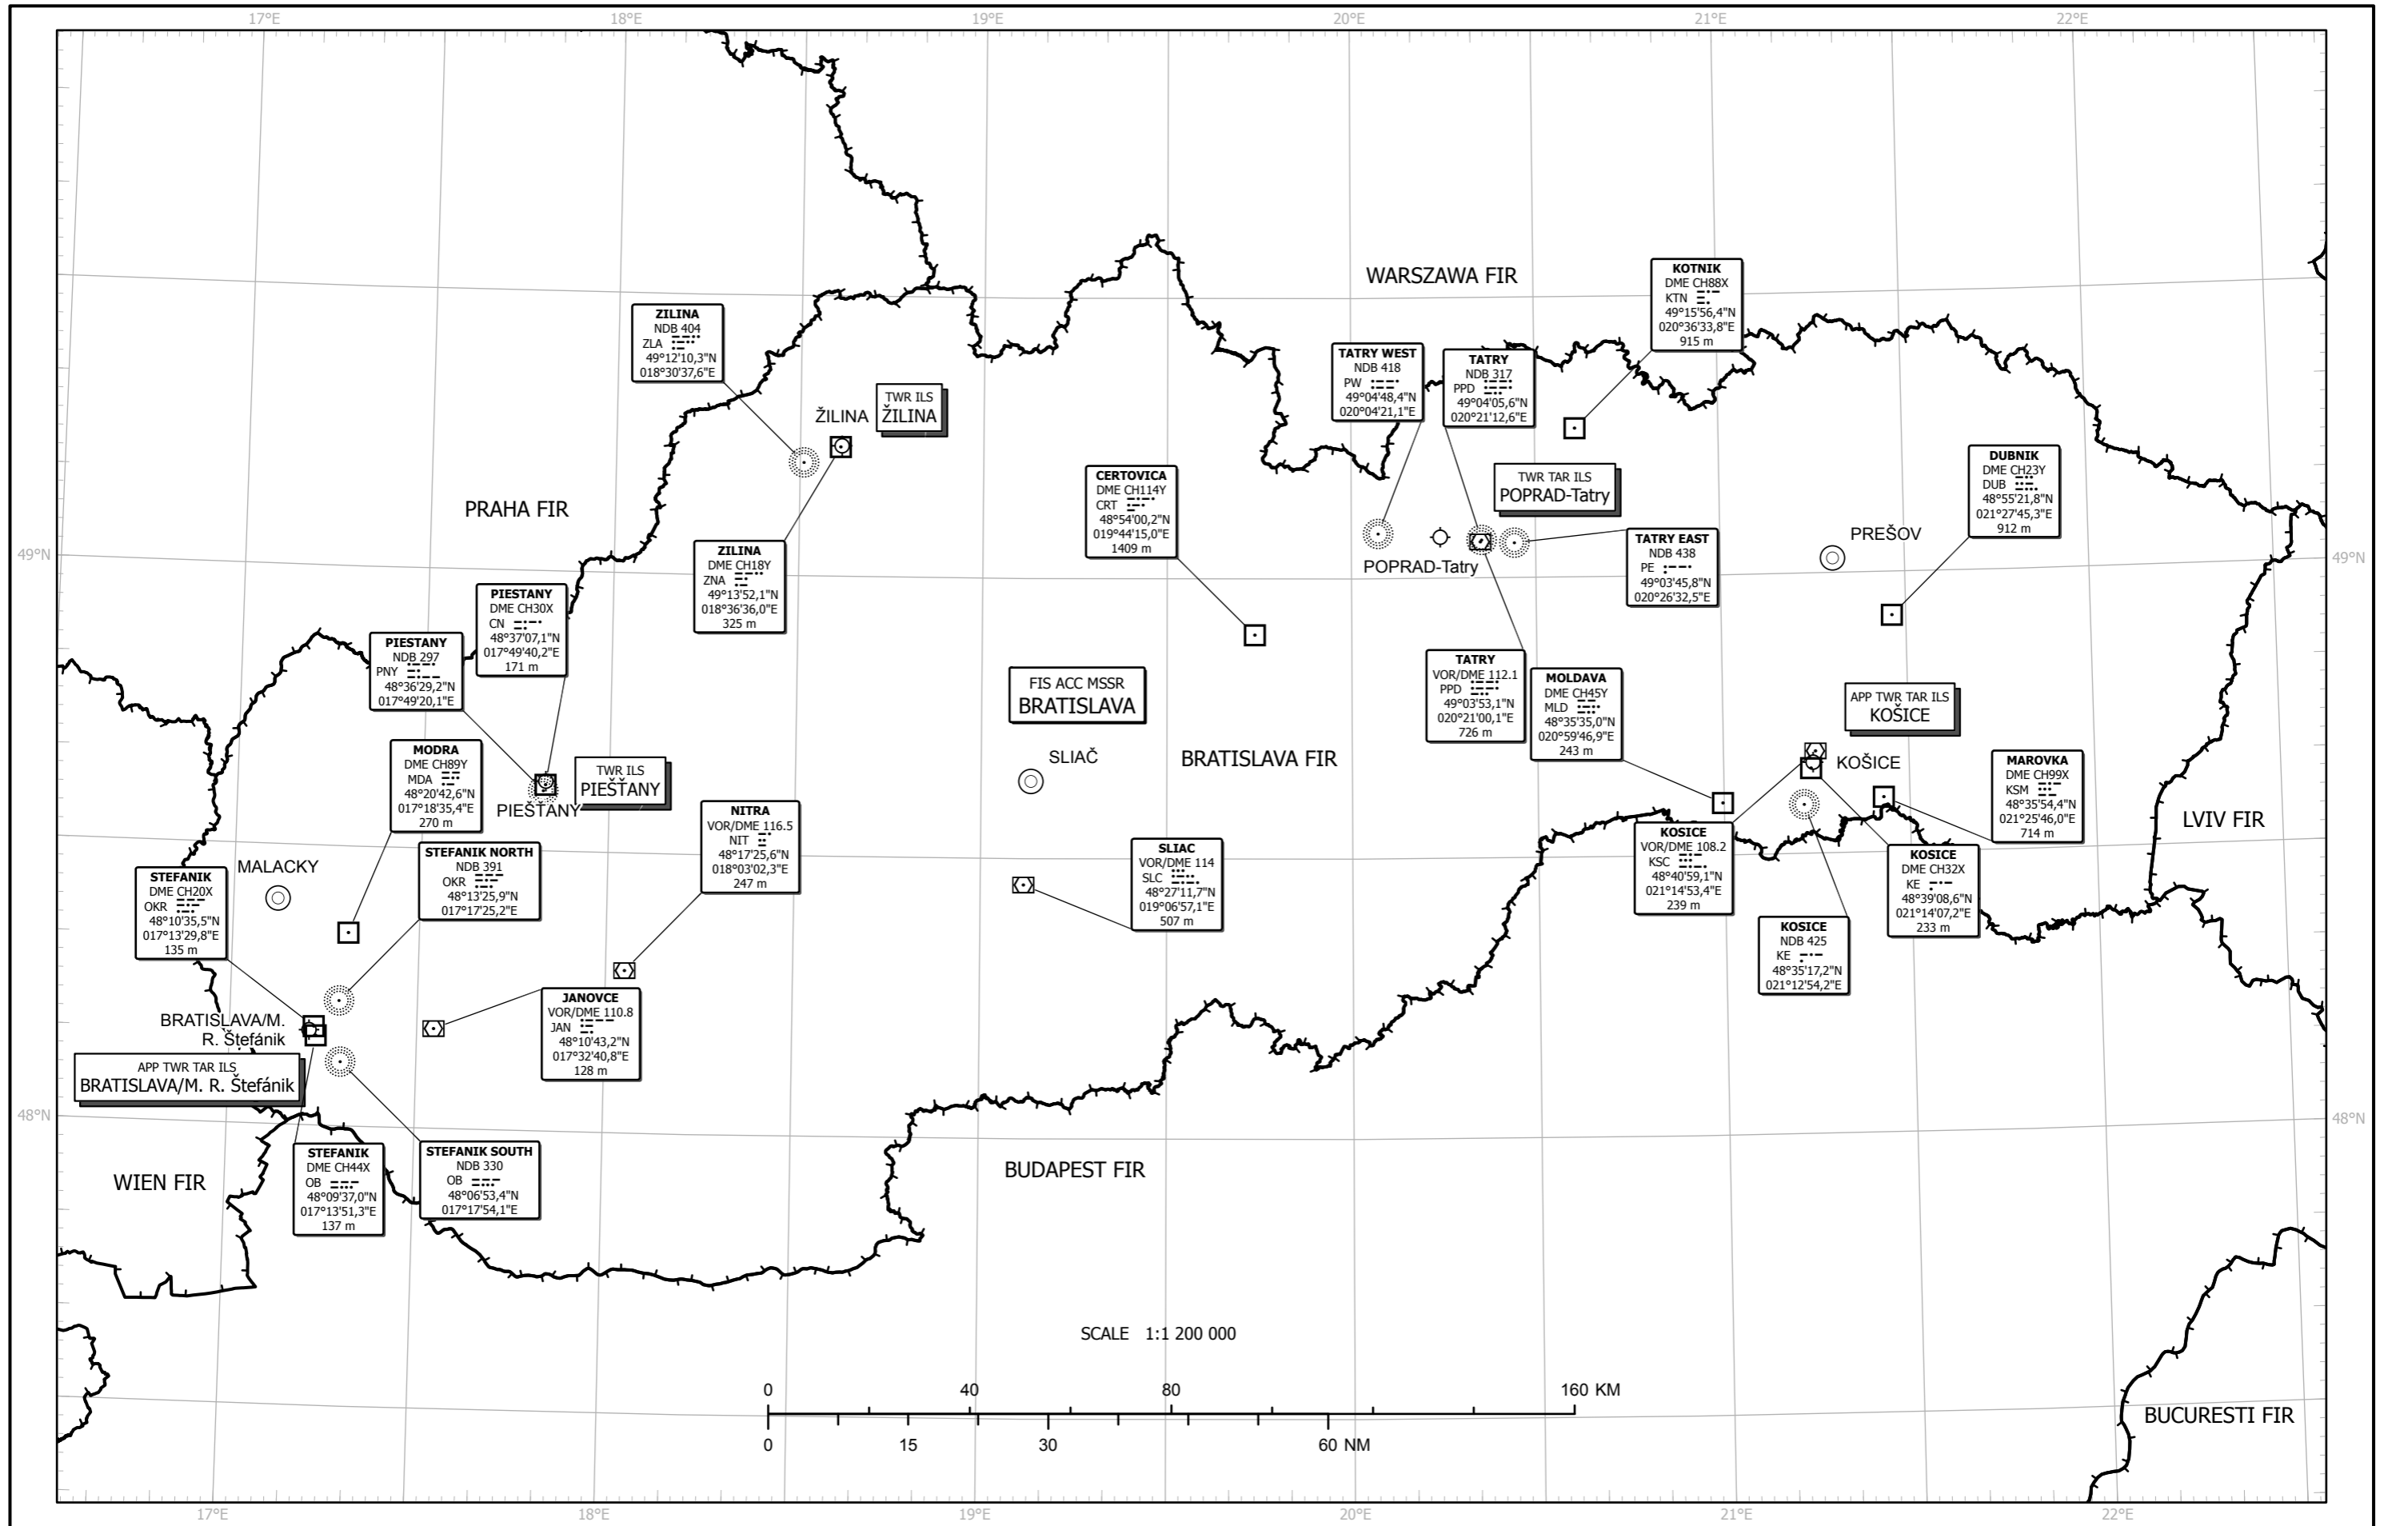 17°E
18°E
19°E
20°E
21°E
22°E
WARSZAWA FIR
KOTNIK
DME CH88X
KTN
49°15'56,4"N
020°36'33,8"E
915 m
ZILINA
NDB 404
ZLA
49°12'10,3"N
018°30'37,6"E
TWR ILS
ŽILINA
ŽILINA
TATRY WEST
NDB 418
PW
49°04'48,4"N
020°04'21,1"E
TATRY
NDB 317
PPD
49°04'05,6"N
020°21'12,6"E
PRAHA FIR
CERTOVICA
DME CH114Y
CRT
48°54'00,2"N
019°44'15,0"E
1409 m
TWR TAR ILS
POPRAD-Tatry
DUBNIK
DME CH23Y
DUB
48°55'21,8"N
021°27'45,3"E
912 m
49°N
49°N
ZILINA
DME CH18Y
ZNA
49°13'52,1"N
018°36'36,0"E
325 m
POPRAD-Tatry
TATRY EAST
NDB 438
PE
49°03'45,8"N
020°26'32,5"E
PREŠOV
PIESTANY
DME CH30X
CN
48°37'07,1"N
017°49'40,2"E
171 m
PIESTANY
NDB 297
PNY
48°36'29,2"N
017°49'20,1"E
FIS ACC MSSR
BRATISLAVA
TATRY
VOR/DME 112.1
PPD
49°03'53,1"N
020°21'00,1"E
726 m
MOLDAVA
DME CH45Y
MLD
48°35'35,0"N
020°59'46,9"E
243 m
APP TWR TAR ILS
KOŠICE
MODRA
DME CH89Y
MDA
48°20'42,6"N
017°18'35,4"E
270 m
TWR ILS
PIEŠŤANY
PIEŠŤANY
SLIAČ
BRATISLAVA FIR
KOŠICE
MAROVKA
DME CH99X
KSM
48°35'54,4"N
021°25'46,0"E
714 m
NITRA
VOR/DME 116.5
NIT
48°17'25,6"N
018°03'02,3"E
247 m
LVIV FIR
STEFANIK
DME CH20X
OKR
48°10'35,5"N
017°13'29,8"E
135 m
MALACKY
STEFANIK NORTH
NDB 391
OKR
48°13'25,9"N
017°17'25,2"E
SLIAC
VOR/DME 114
SLC
48°27'11,7"N
019°06'57,1"E
507 m
KOSICE
VOR/DME 108.2
KSC
48°40'59,1"N
021°14'53,4"E
239 m
KOSICE
DME CH32X
KE
48°39'08,6"N
021°14'07,2"E
233 m
KOSICE
NDB 425
KE
48°35'17,2"N
021°12'54,2"E
JANOVCE
VOR/DME 110.8
JAN
48°10'43,2"N
017°32'40,8"E
128 m
BRATISLAVA/M.
R. Štefánik
APP TWR TAR ILS
BRATISLAVA/M. R. Štefánik
48°N
48°N
WIEN FIR
STEFANIK
DME CH44X
OB
48°09'37,0"N
017°13'51,3"E
137 m
STEFANIK SOUTH
NDB 330
OB
48°06'53,4"N
017°17'54,1"E
BUDAPEST FIR
SCALE 1:1 200 000
0 40 80 160 KM
0 15 30 60 NM
BUCURESTI FIR
17°E
18°E
19°E
20°E
21°E
22°E